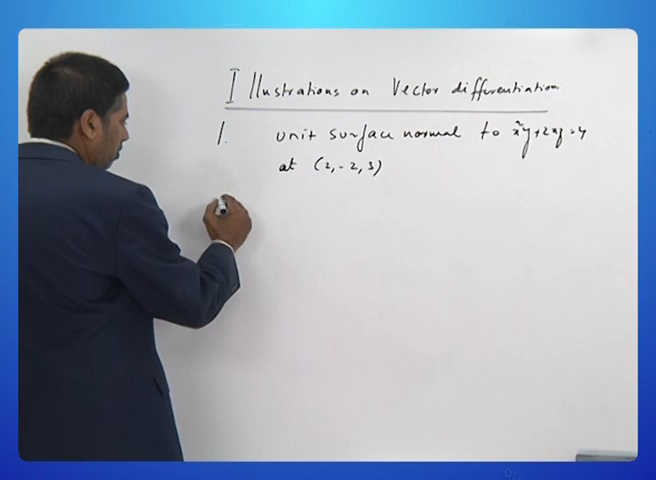 Illustrations on Vector differentiation
1. unit surface normal to x²y+2xz=4
at (2,-2,3)